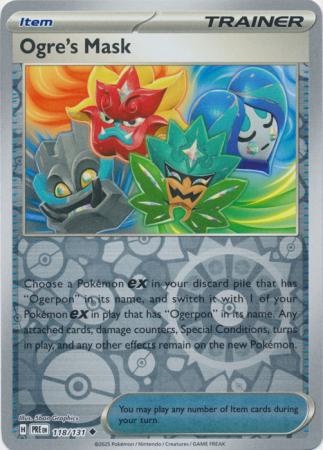 Item
TRAINER
Ogre's Mask
Choose a Pokémon ex in your discard pile that has
"Ogerpon" in its name, and switch it with 1 of your
Pokémon ex in play that has "Ogerpon" in its name. Any
attached cards, damage counters, Special Conditions, turns
in play, and any other effects remain on the new Pokémon.
Illus. 5ban Graphics
H PRE EN 118/131
You may play any number of Item cards during
your turn.
©2025 Pokémon / Nintendo / Creatures / GAME FREAK